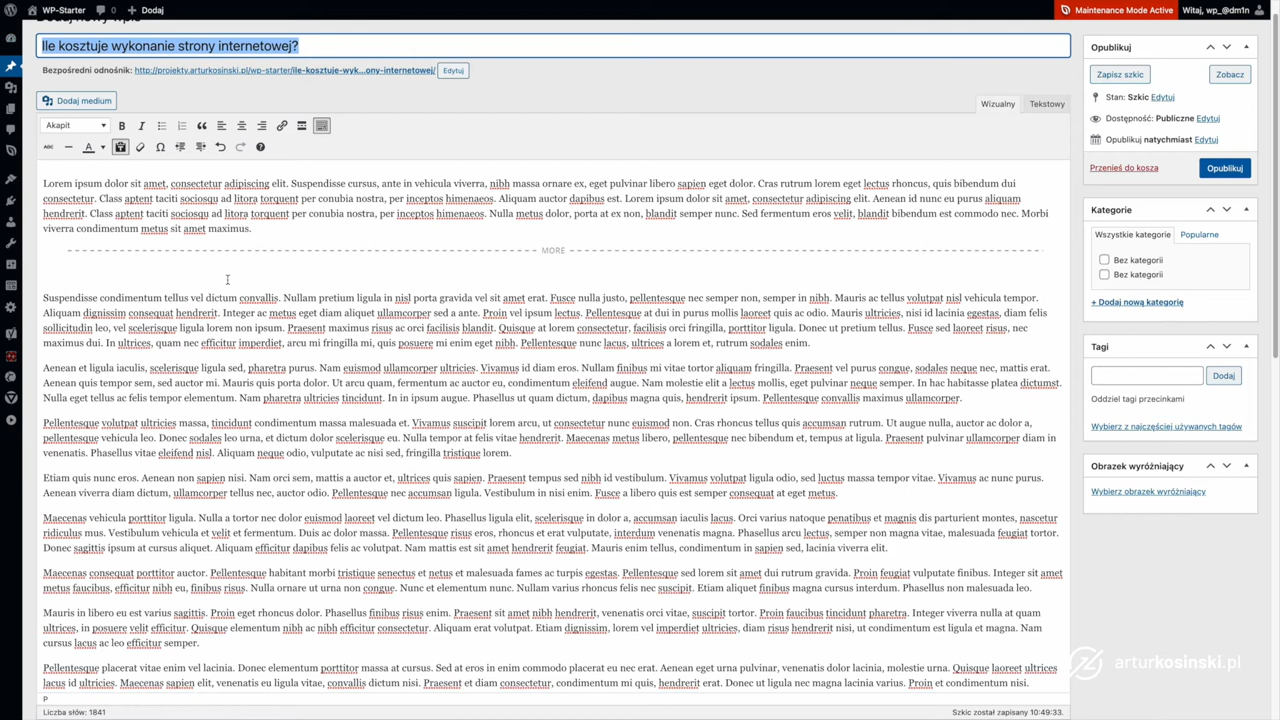 WP-Starter 0 Dodaj Maintenance Mode Active Witaj, wp_@dm1n
Dodaj nowy wpis
Ile kosztuje wykonanie strony internetowej?
Bezpośredni odnośnik: http://projekty.arturkosinski.pl/wp-starter/ile-kosztuje-wyk...ony-internetowej/ Edytuj
Dodaj medium
Wizualny Tekstowy
Akapit
Lorem ipsum dolor sit amet, consectetur adipiscing elit. Suspendisse cursus, ante in vehicula viverra, nibh massa ornare ex, eget pulvinar libero sapien eget dolor. Cras rutrum lorem eget lectus rhoncus, quis bibendum dui
consectetur. Class aptent taciti sociosqu ad litora torquent per conubia nostra, per inceptos himenaeos. Aliquam auctor dapibus est. Lorem ipsum dolor sit amet, consectetur adipiscing elit. Aenean id nunc eu purus aliquam
hendrerit. Class aptent taciti sociosqu ad litora torquent per conubia nostra, per inceptos himenaeos. Nulla metus dolor, porta at ex non, blandit semper nunc. Sed fermentum eros velit, blandit bibendum est commodo nec. Morbi
viverra condimentum metus sit amet maximus.
MORE
Suspendisse condimentum tellus vel dictum convallis. Nullam pretium ligula in nisl porta gravida vel sit amet erat. Fusce nulla justo, pellentesque nec semper non, semper in nibh. Mauris ac tellus volutpat nisl vehicula tempor.
Aliquam dignissim consequat hendrerit. Integer ac metus eget diam aliquet ullamcorper sed a ante. Proin vel ipsum lectus. Pellentesque at dui in purus mollis laoreet quis ac odio. Mauris ultricies, nisi id lacinia egestas, diam felis
sollicitudin leo, vel scelerisque ligula lorem non ipsum. Praesent maximus risus ac orci facilisis blandit. Quisque at lorem consectetur, facilisis orci fringilla, porttitor ligula. Donec ut pretium tellus. Fusce sed laoreet risus, nec
maximus dui. In ultrices, quam nec efficitur imperdiet, arcu mi fringilla mi, quis posuere mi enim eget nibh. Pellentesque nunc lacus, ultrices a lorem et, rutrum sodales enim.
Aenean et ligula iaculis, scelerisque ligula sed, pharetra purus. Nam euismod ullamcorper ultricies. Vivamus id diam eros. Nullam finibus mi vitae tortor aliquam fringilla. Praesent vel purus congue, sodales neque nec, mattis erat.
Aenean quis tempor sem, sed auctor mi. Mauris quis porta dolor. Ut arcu quam, fermentum ac auctor eu, condimentum eleifend augue. Nam molestie elit a lectus mollis, eget pulvinar neque semper. In hac habitasse platea dictumst.
Nulla eget tellus ac felis tempor elementum. Nam pharetra ultricies tincidunt. In in ipsum augue. Phasellus ut quam dictum, dapibus magna quis, hendrerit ipsum. Pellentesque convallis maximus ullamcorper.
Pellentesque volutpat ultricies massa, tincidunt condimentum massa malesuada et. Vivamus suscipit lorem arcu, ut consectetur nunc euismod non. Cras rhoncus tellus quis accumsan rutrum. Ut augue nulla, auctor ac dolor a,
pellentesque vehicula leo. Donec sodales leo urna, et dictum dolor scelerisque eu. Nulla tempor at felis vitae hendrerit. Maecenas metus libero, pellentesque nec bibendum et, tempor at ligula. Praesent pulvinar ullamcorper diam et
venenatis. Phasellus vitae eleifend nisl. Aliquam neque odio, vulputate ac nisi sed, fringilla tristique lorem.
Etiam quis nunc eros. Aenean non sapien nisi. Nam orci sem, mattis a auctor et, ultrices quis sapien. Praesent tempus sed nibh id vestibulum. Vivamus volutpat ligula odio, sed luctus massa tempor vitae. Vivamus ac nunc purus.
Aenean viverra diam dictum, ullamcorper tellus nec, auctor odio. Pellentesque nec accumsan ligula. Vestibulum in nisi enim. Fusce a libero quis est semper consequat at eget metus.
Maecenas vehicula porttitor ligula. Nulla a tortor nec dolor euismod laoreet vel dictum leo. Phasellus ligula elit, scelerisque in dolor a, accumsan iaculis lacus. Orci varius natoque penatibus et magnis dis parturient montes, nascetur
ridiculus mus. Vestibulum vehicula et velit et fermentum. Duis ac dolor massa. Pellentesque risus eros, rhoncus et vulputate vitae, interdum venenatis magna. Phasellus arcu lectus, semper non magna vitae, maximus feugiat tortor.
Donec sagittis ipsum at cursus aliquet. Aliquam efficitur dapibus felis ac volutpat. Nam mattis est sit amet hendrerit feugiat. Mauris enim tellus, condimentum in sapien sed, lacinia viverra elit.
Maecenas consequat porttitor auctor. Pellentesque habitant morbi tristique senectus et netus et malesuada fames ac turpis egestas. Pellentesque sed lorem sit amet dui rutrum gravida. Proin feugiat vulputate finibus. Integer sit amet
metus faucibus, imperdiet nibh eu, finibus risus. Nulla ornare ut urna non congue. Nunc et elementum nunc. Nullam varius fermentum nibh, quis placerat nisl suscipit in. Etiam aliquet finibus magna cursus interdum. Phasellus non malesuada leo.
Mauris in libero eu est varius sagittis. Proin eget rhoncus dolor. Phasellus finibus risus enim. Praesent sit amet nibh hendrerit, venenatis orci vitae, suscipit tortor. Proin faucibus tincidunt pharetra. Integer viverra nulla at quam
ultrices, in posuere velit efficitur. Quisque elementum nibh ac nibh efficitur consectetur. Aliquam erat volutpat. Etiam dignissim, lorem vel imperdiet ultricies, diam risus hendrerit nisi, ut condimentum est ligula et magna. Nam
cursus lacus ac leo efficitur semper.
Pellentesque placerat vitae enim vel lacinia. Donec elementum porttitor massa at cursus. Sed at eros in enim commodo placerat eu nec erat. Aenean eget urna pulvinar, venenatis dolor lacinia, molestie urna. Quisque laoreet ultrices
lacus id ultricies. Maecenas sapien velit, venenatis eu ligula vitae, convallis dictum massa. Praesent et diam consectetur, condimentum mi quis, hendrerit dui. Duis non tempor dolor. Proin et condimentum nisi.
P
Liczba słów: 1841 Szkic został zapisany 10:49:33.
Opublikuj
Zapisz szkic Zobacz
Stan: Szkic Edytuj
Dostępność: Publiczne Edytuj
Opublikuj natychmiast Edytuj
Przenieś do kosza Opublikuj
Kategorie
Wszystkie kategorie Popularne
Bez kategorii
Bez kategorii
+ Dodaj nową kategorię
Tagi
Dodaj
Oddziel tagi przecinkami
Wybierz z najczęściej używanych tagów
Obrazek wyróżniający
Wybierz obrazek wyróżniający
arturkosinski.pl